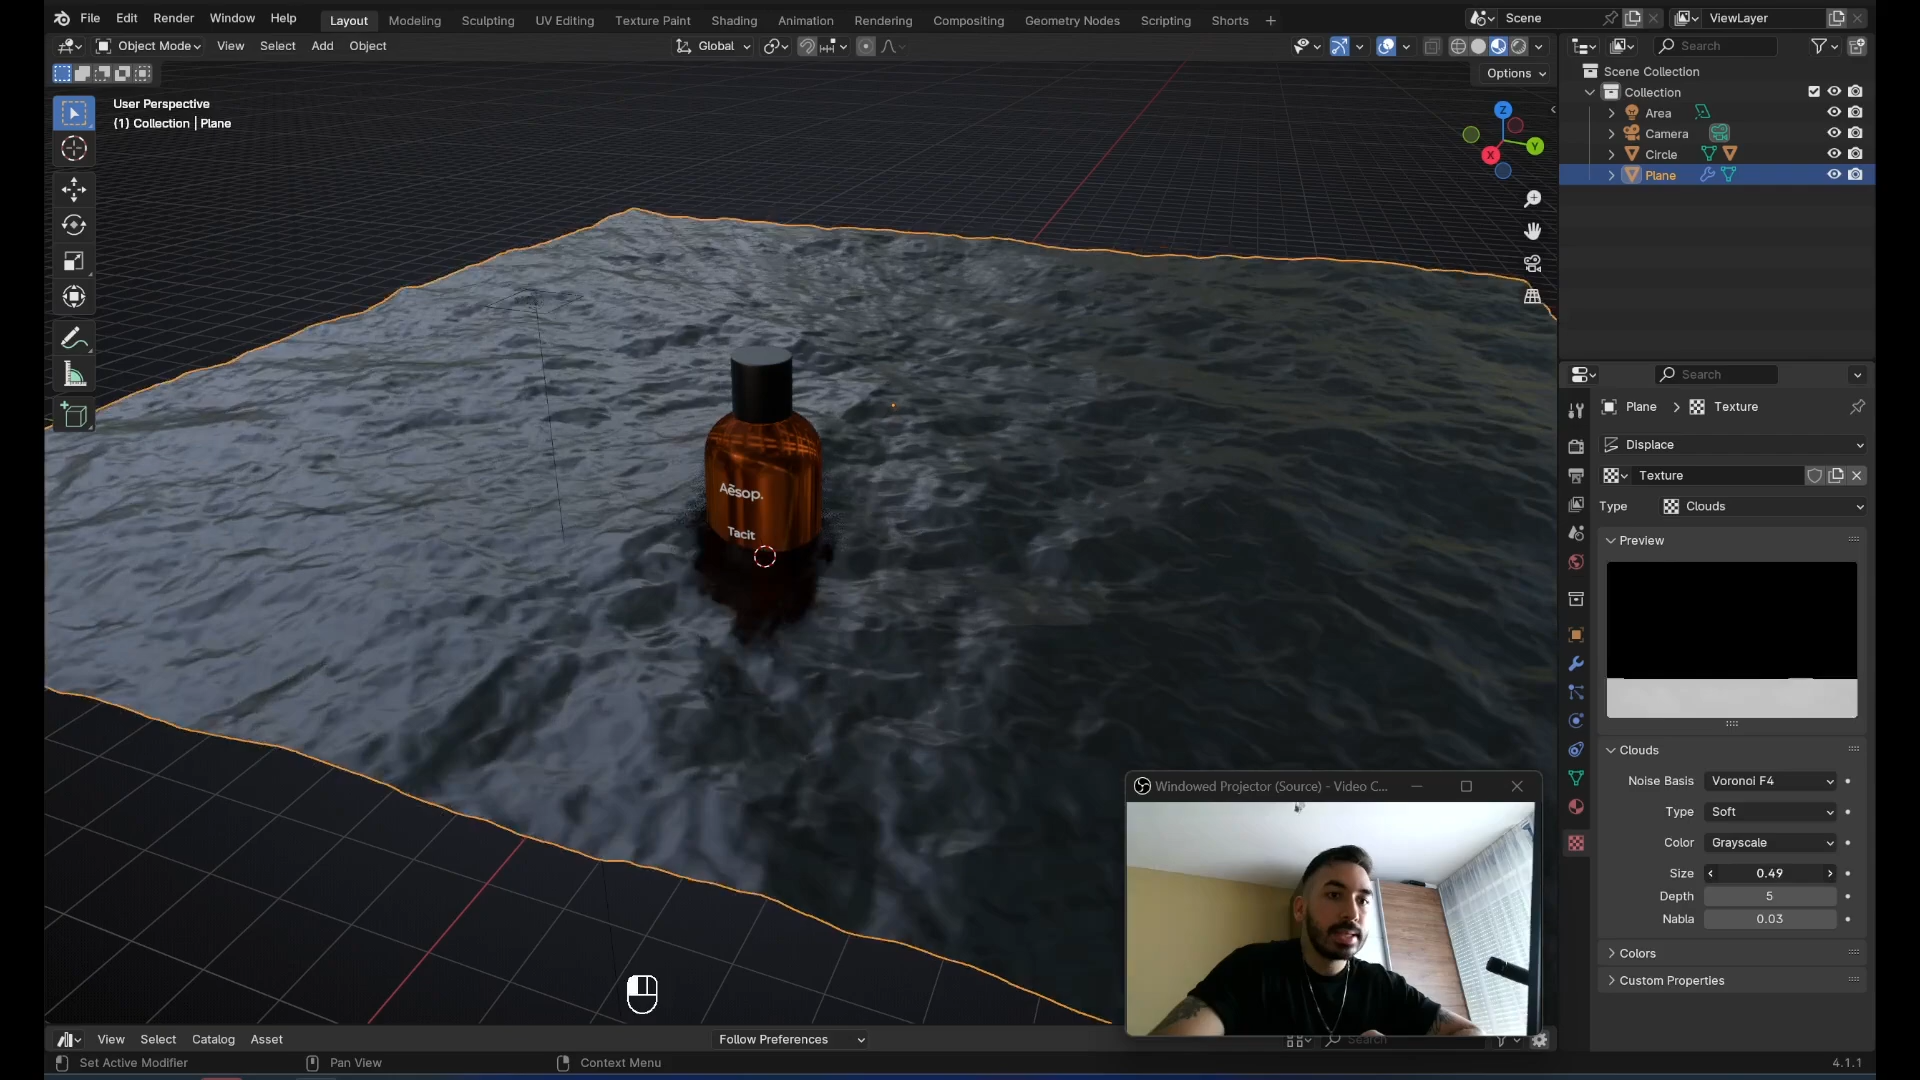 File Edit Render Window Help Layout Modeling Sculpting UV Editing Texture Paint Shading Animation Rendering Compositing Geometry Nodes Scripting Shorts + Scene ViewLayer
Object Mode View Select Add Object Global Search
Options
User Perspective
(1) Collection | Plane
Z
Y
X
Scene Collection
Collection
Area
Camera
Circle
Plane
Search
Plane > Texture
Displace
Texture
Type Clouds
Preview
Clouds
Noise Basis Voronoi F4
Type Soft
Color Grayscale
Size 0.49
Depth 5
Nabla 0.03
Colors
Custom Properties
Aēsop.
Tacit
Windowed Projector (Source) - Video C...
View Select Catalog Asset Follow Preferences Search
Set Active Modifier Pan View Context Menu 4.1.1